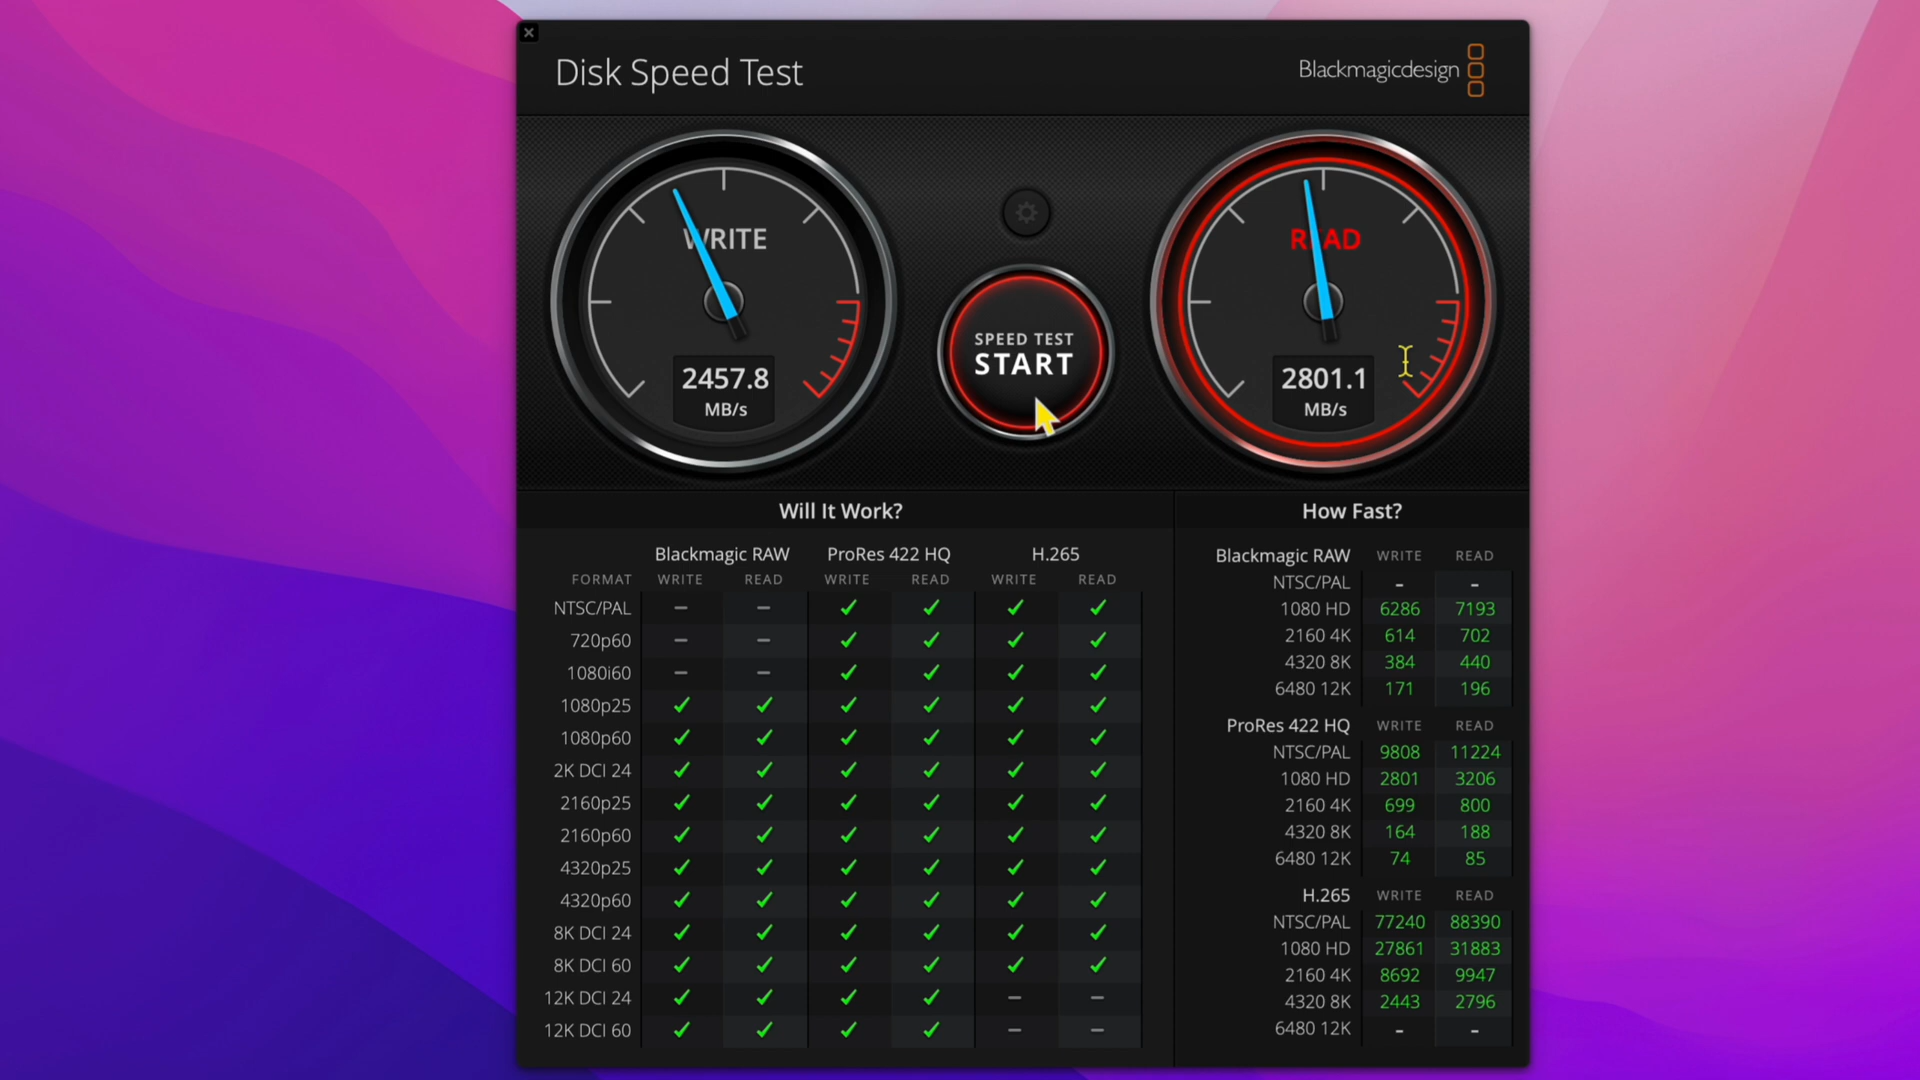 Disk Speed Test
Blackmagicdesign
WRITE
2457.8
MB/s
SPEED TEST
START
READ
2801.1
MB/s
Will It Work?
Blackmagic RAW ProRes 422 HQ H.265
FORMAT WRITE READ WRITE READ WRITE READ
NTSC/PAL – – ✓ ✓ ✓ ✓
720p60 – – ✓ ✓ ✓ ✓
1080i60 – – ✓ ✓ ✓ ✓
1080p25 ✓ ✓ ✓ ✓ ✓ ✓
1080p60 ✓ ✓ ✓ ✓ ✓ ✓
2K DCI 24 ✓ ✓ ✓ ✓ ✓ ✓
2160p25 ✓ ✓ ✓ ✓ ✓ ✓
2160p60 ✓ ✓ ✓ ✓ ✓ ✓
4320p25 ✓ ✓ ✓ ✓ ✓ ✓
4320p60 ✓ ✓ ✓ ✓ ✓ ✓
8K DCI 24 ✓ ✓ ✓ ✓ ✓ ✓
8K DCI 60 ✓ ✓ ✓ ✓ ✓ ✓
12K DCI 24 ✓ ✓ ✓ ✓ – –
12K DCI 60 ✓ ✓ ✓ ✓ – –
How Fast?
Blackmagic RAW WRITE READ
NTSC/PAL - -
1080 HD 6286 7193
2160 4K 614 702
4320 8K 384 440
6480 12K 171 196
ProRes 422 HQ WRITE READ
NTSC/PAL 9808 11224
1080 HD 2801 3206
2160 4K 699 800
4320 8K 164 188
6480 12K 74 85
H.265 WRITE READ
NTSC/PAL 77240 88390
1080 HD 27861 31883
2160 4K 8692 9947
4320 8K 2443 2796
6480 12K - -